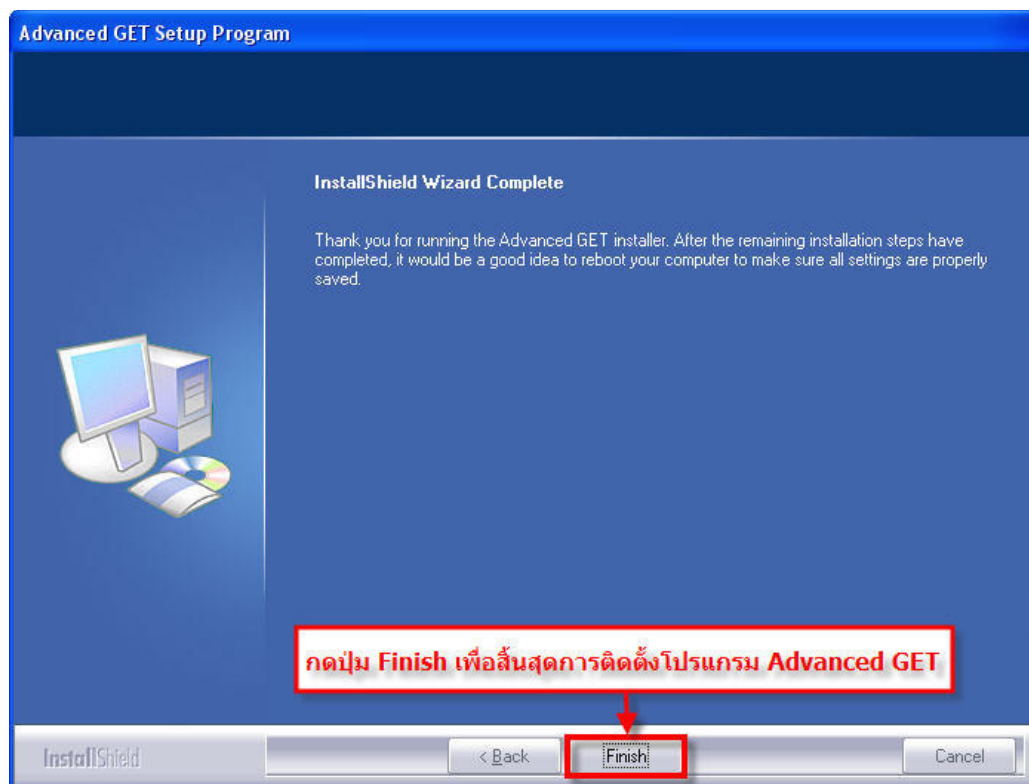 Advanced GET Setup Program
InstallShield Wizard Complete
Thank you for running the Advanced GET installer. After the remaining installation steps have
completed, it would be a good idea to reboot your computer to make sure all settings are properly
saved.
กดปุ่ม Finish เพื่อสิ้นสุดการติดตั้งโปรแกรม Advanced GET
InstallShield
< Back
Finish
Cancel